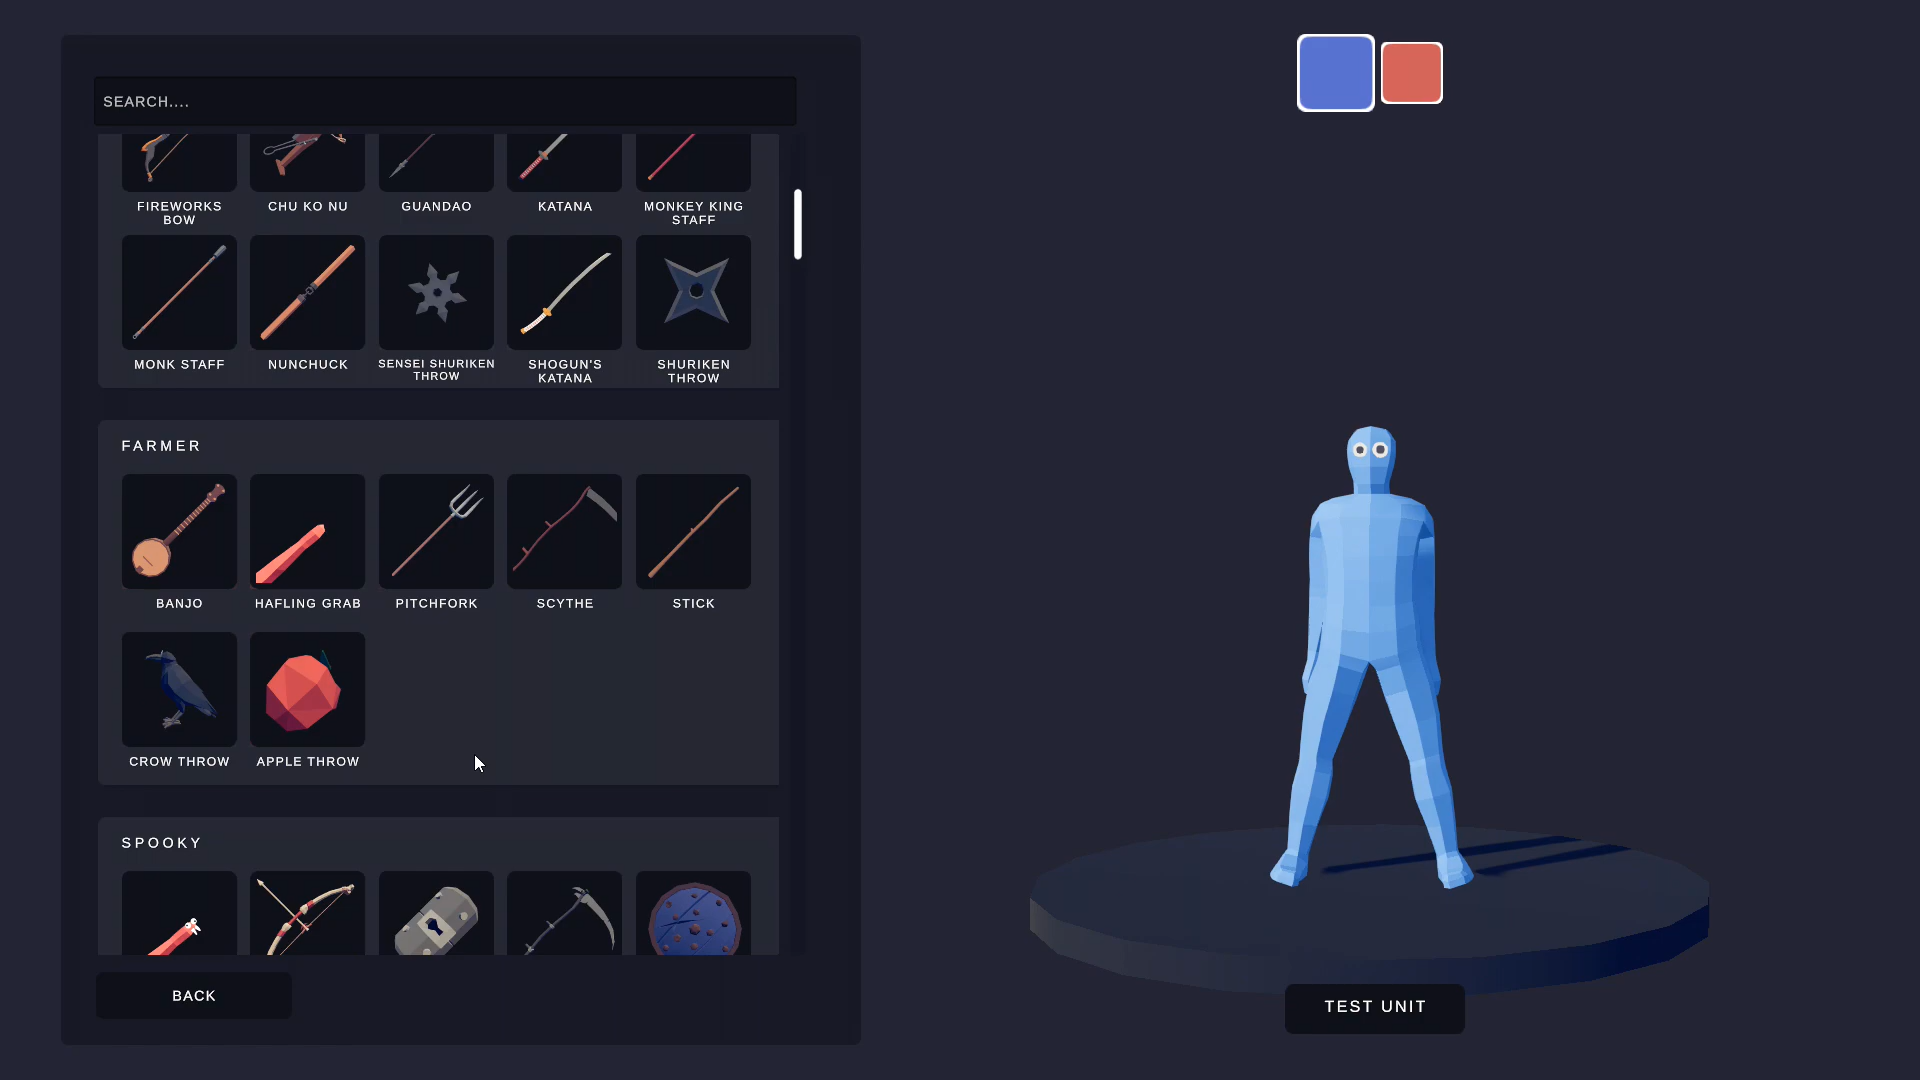 SEARCH....
FIREWORKS
BOW
CHU KO NU
GUANDAO
KATANA
MONKEY KING
STAFF
MONK STAFF
NUNCHUCK
SENSEI SHURIKEN
THROW
SHOGUN'S
KATANA
SHURIKEN
THROW
FARMER
BANJO
HAFLING GRAB
PITCHFORK
SCYTHE
STICK
CROW THROW
APPLE THROW
SPOOKY
BACK
TEST UNIT